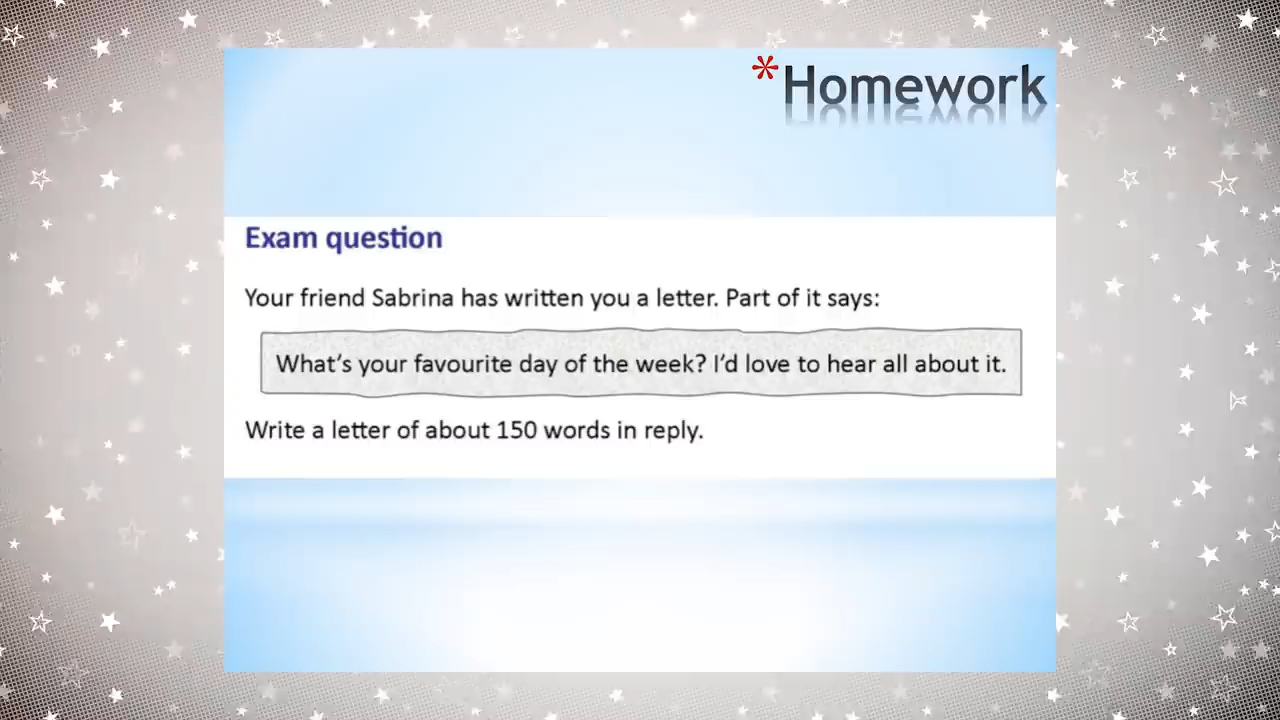 *Homework
Exam question
Your friend Sabrina has written you a letter. Part of it says:
What's your favourite day of the week? I'd love to hear all about it.
Write a letter of about 150 words in reply.